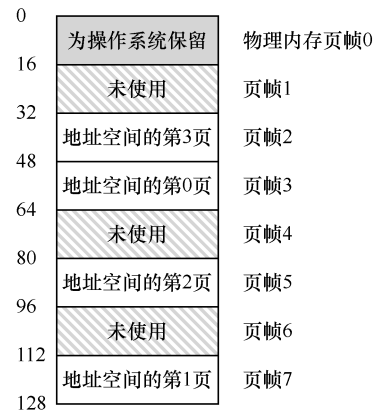 0
为操作系统保留 物理内存页帧0
16
未使用 页帧1
32
地址空间的第3页 页帧2
48
地址空间的第0页 页帧3
64
未使用 页帧4
80
地址空间的第2页 页帧5
96
未使用 页帧6
112
地址空间的第1页 页帧7
128